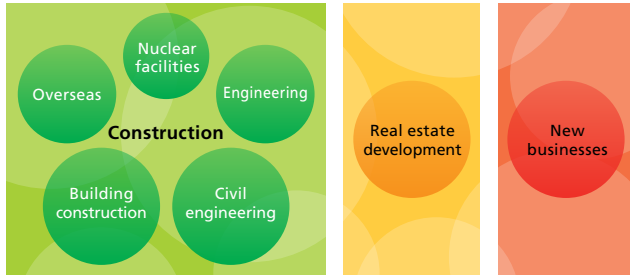 Nuclear
facilities
Overseas
Engineering
Construction
Building
construction
Civil
engineering
Real estate
development
New
businesses